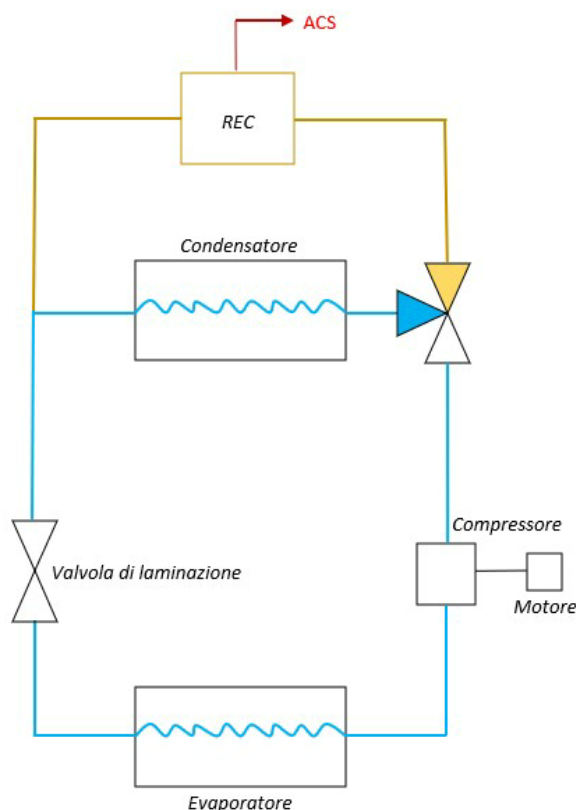 ACS
REC
Condensatore
Compressore
Valvola di laminazione
Motore
Evaporatore